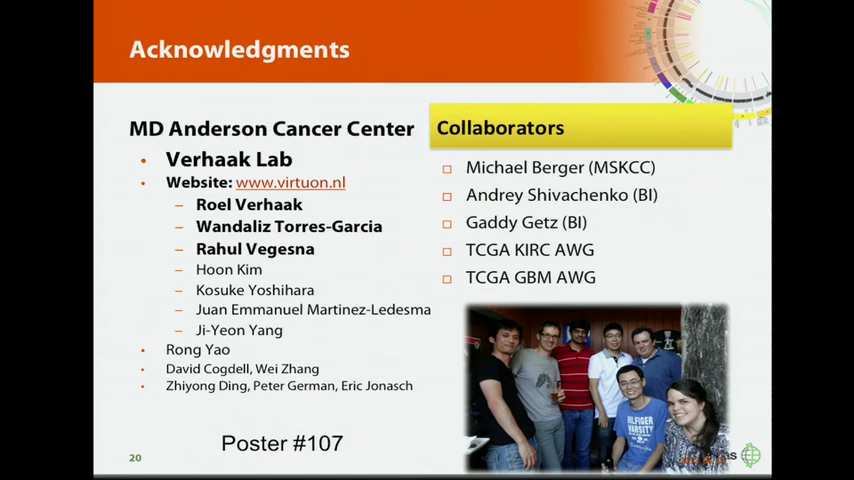 Acknowledgments
MD Anderson Cancer Center
• Verhaak Lab
• Website: www.virtuon.nl
– Roel Verhaak
– Wandaliz Torres-Garcia
– Rahul Vegesna
– Hoon Kim
– Kosuke Yoshihara
– Juan Emmanuel Martinez-Ledesma
– Ji-Yeon Yang
• Rong Yao
• David Cogdell, Wei Zhang
• Zhiyong Ding, Peter German, Eric Jonasch
Collaborators
Michael Berger (MSKCC)
Andrey Shivachenko (BI)
Gaddy Getz (BI)
TCGA KIRC AWG
TCGA GBM AWG
HILFIGER
VARSITY
Poster #107
20